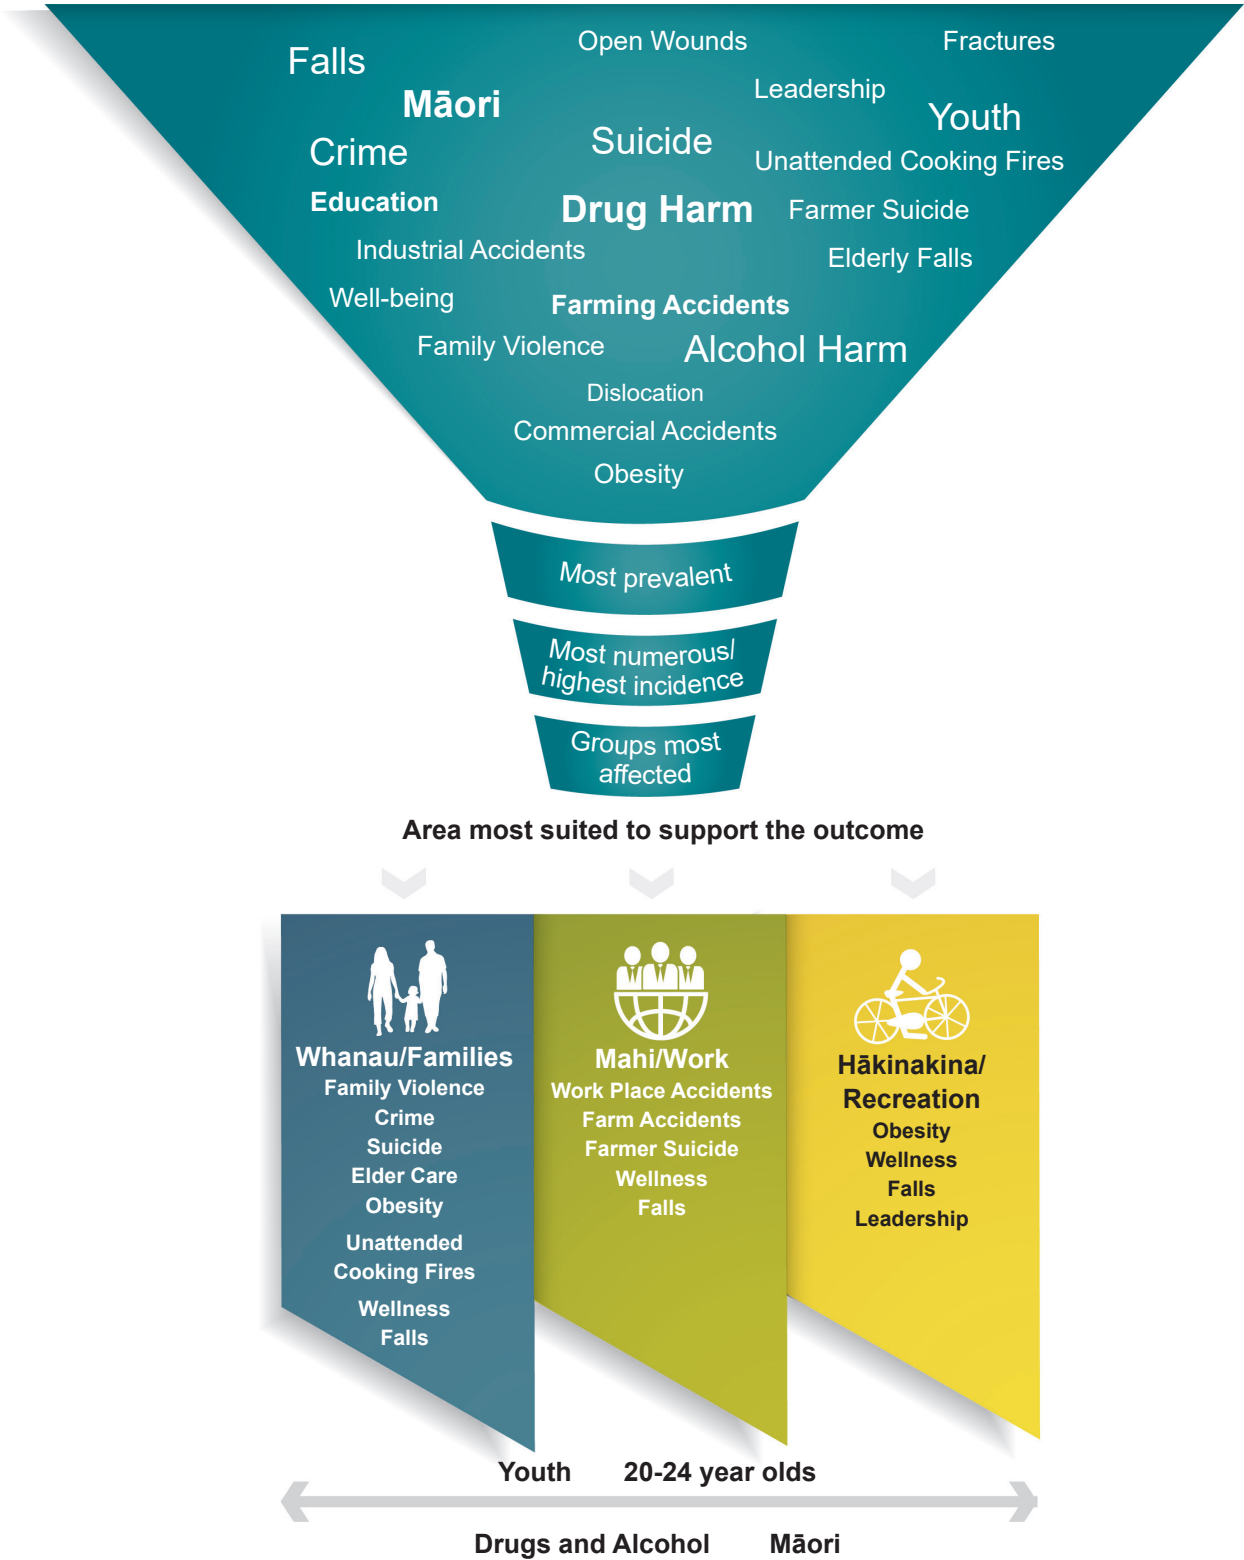 Open Wounds
Fractures
Falls
Leadership
Māori
Youth
Suicide
Crime
Unattended Cooking Fires
Education
Drug Harm
Farmer Suicide
Industrial Accidents
Elderly Falls
Well-being
Farming Accidents
Family Violence
Alcohol Harm
Dislocation
Commercial Accidents
Obesity
Most prevalent
Most numerous/
highest incidence
Groups most
affected
Area most suited to support the outcome
Whanau/Families
Family Violence
Crime
Suicide
Elder Care
Obesity
Unattended
Cooking Fires
Wellness
Falls
Mahi/Work
Work Place Accidents
Farm Accidents
Farmer Suicide
Wellness
Falls
Hākinakina/
Recreation
Obesity
Wellness
Falls
Leadership
Youth 20-24 year olds
Drugs and Alcohol Māori